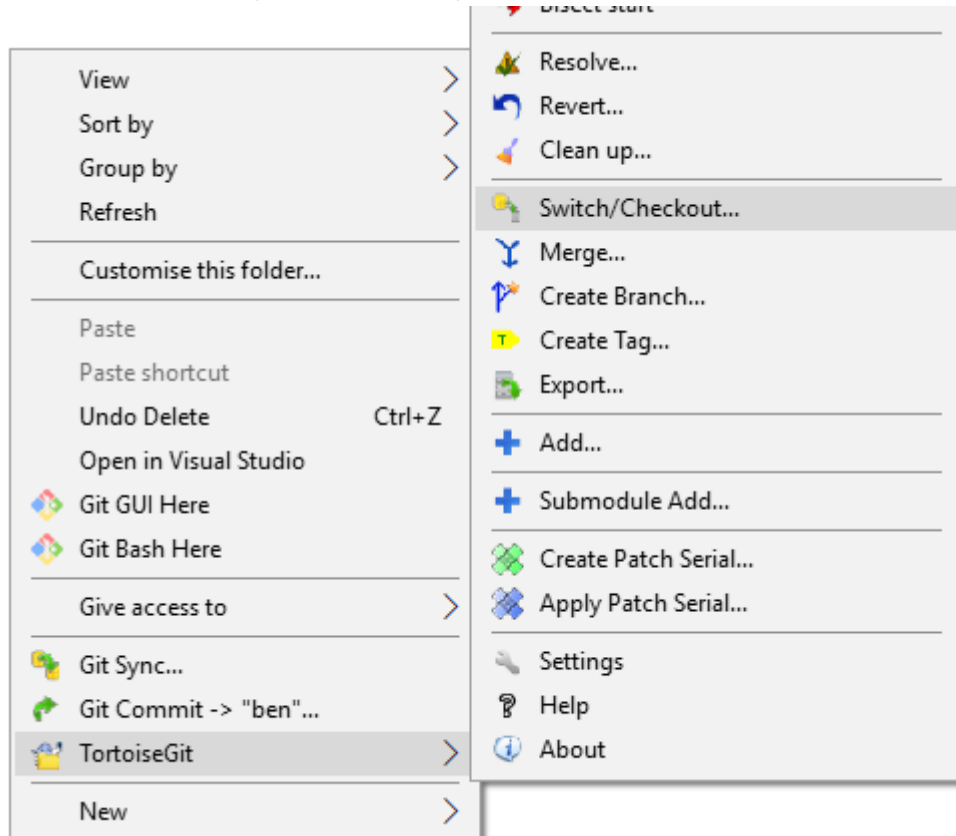 View
Sort by
Group by
Refresh
Customise this folder...
Paste
Paste shortcut
Undo Delete Ctrl+Z
Open in Visual Studio
Git GUI Here
Git Bash Here
Give access to
Git Sync...
Git Commit -> "ben"...
TortoiseGit
New
Bisect start
Resolve...
Revert...
Clean up...
Switch/Checkout...
Merge...
Create Branch...
T
Create Tag...
Export...
Add...
Submodule Add...
Create Patch Serial...
Apply Patch Serial...
Settings
Help
About